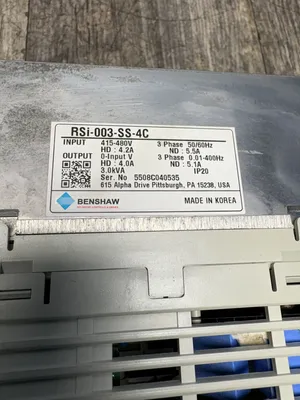 RSi-003-SS-4C
INPUT 415-480V 3 Phase 50/60Hz
HD : 4.2A ND : 5.5A
OUTPUT 0-Input V 3 Phase 0.01-400Hz
HD : 4.0A ND : 5.1A
3.0kVA IP20
Ser. No 5508C040535
615 Alpha Drive Pittsburgh, PA 15238, USA
BENSHAW
MADE IN KOREA